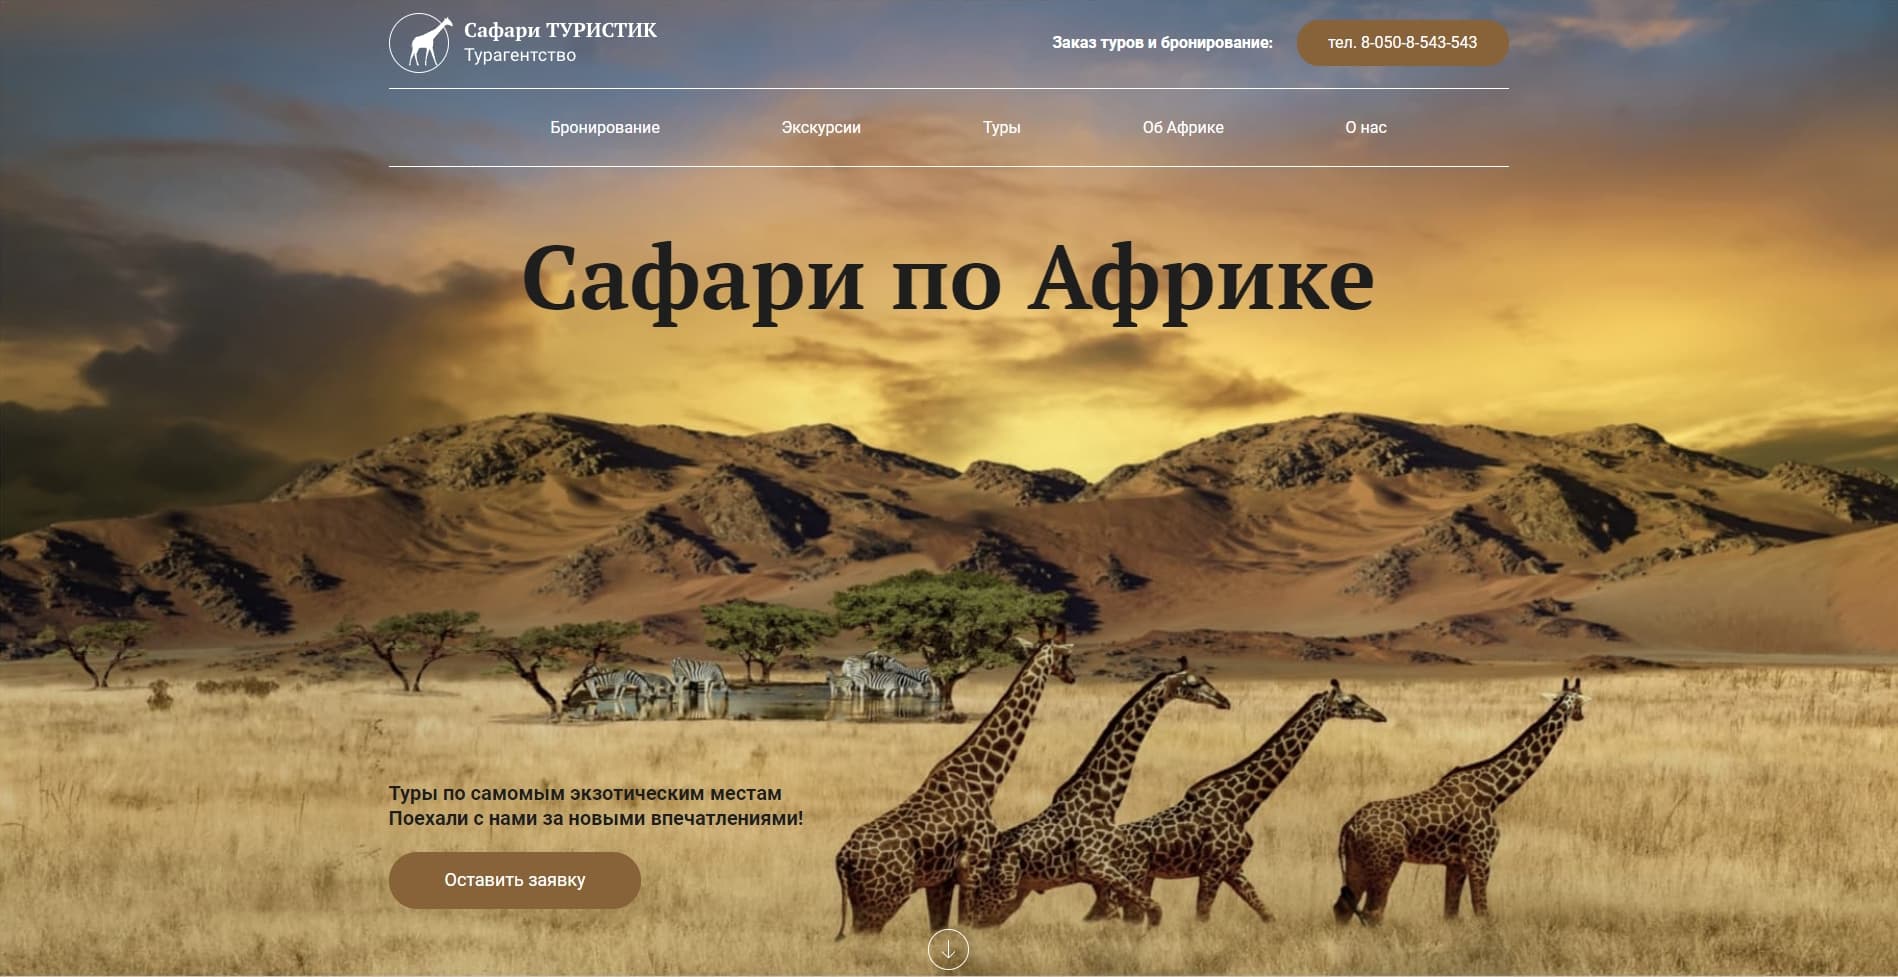 Сафари ТУРИСТИК
Турагентство
Заказ туров и бронирование:
тел. 8-050-8-543-543
Бронирование
Экскурсии
Туры
Об Африке
О нас
Сафари по Африке
Туры по самомым экзотическим местам
Поехали с нами за новыми впечатлениями!
Оставить заявку